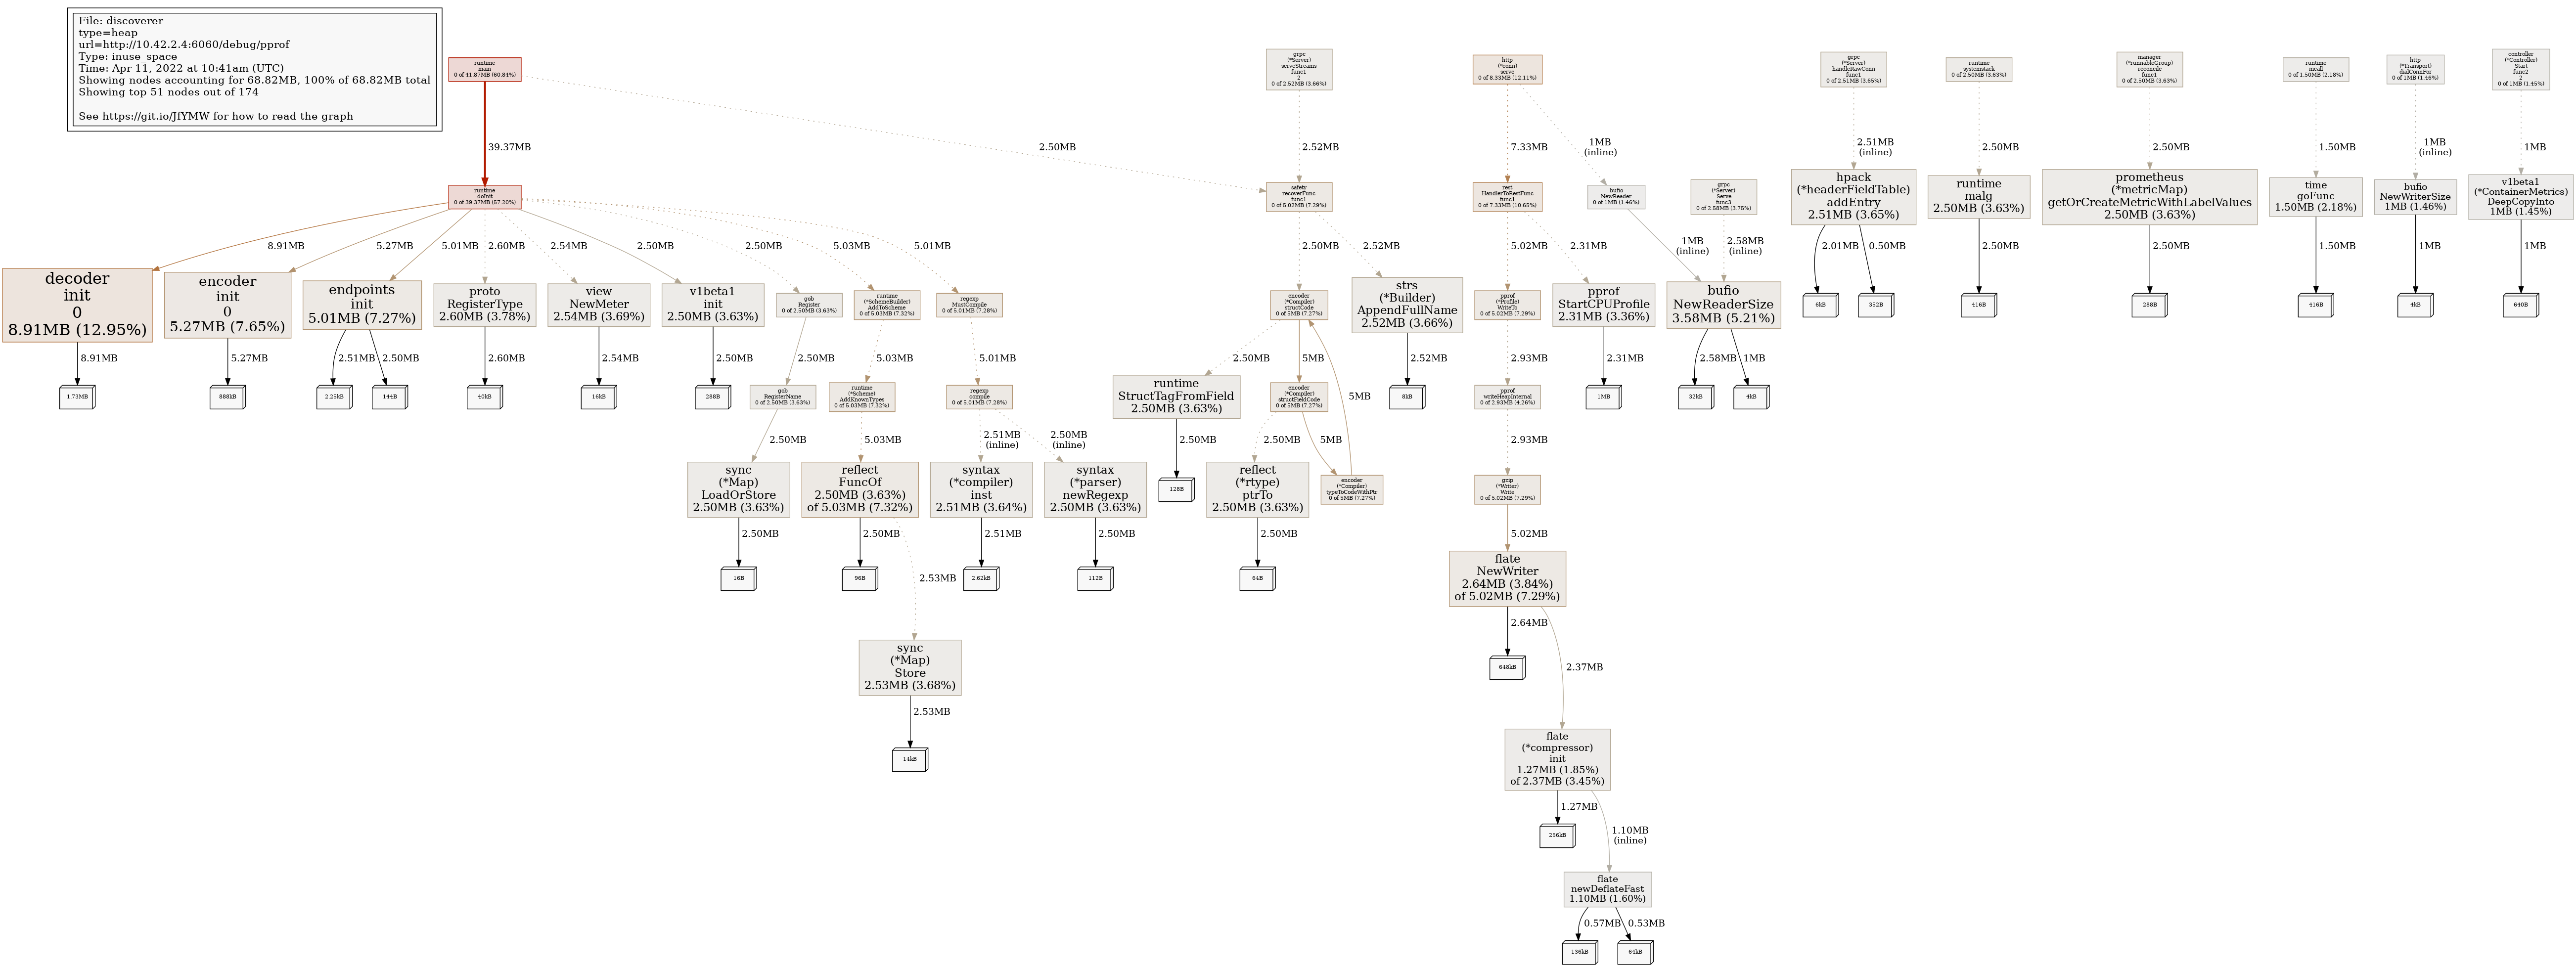 File: discoverer
type=heap
url=http://10.42.2.4:6060/debug/pprof
Type: inuse_space
Time: Apr 11, 2022 at 10:41am (UTC)
Showing nodes accounting for 68.82MB, 100% of 68.82MB total
Showing top 51 nodes out of 174
See https://git.io/JfYMW for how to read the graph
runtime
main
0 of 41.87MB (60.84%)
grpc
(*Server)
serveStreams
func1
2
0 of 2.52MB (3.66%)
http
(*conn)
serve
0 of 8.33MB (12.11%)
grpc
(*Server)
handleRawConn
func1
0 of 2.51MB (3.65%)
runtime
systemstack
0 of 2.50MB (3.63%)
manager
(*runnableGroup)
reconcile
func1
0 of 2.50MB (3.63%)
runtime
mcall
0 of 1.50MB (2.18%)
http
(*Transport)
dialConnFor
0 of 1MB (1.46%)
controller
(*Controller)
Start
func2
2
0 of 1MB (1.45%)
39.37MB
2.50MB
2.52MB
7.33MB
1MB
(inline)
2.51MB
(inline)
2.50MB
2.50MB
1.50MB
1MB
(inline)
1MB
runtime
doInit
0 of 39.37MB (57.20%)
safety
recoverFunc
func1
0 of 5.02MB (7.29%)
rest
HandlerToRestFunc
func1
0 of 7.33MB (10.65%)
bufio
NewReader
0 of 1MB (1.46%)
grpc
(*Server)
Serve
func3
0 of 2.58MB (3.75%)
hpack
(*headerFieldTable)
addEntry
2.51MB (3.65%)
runtime
malg
2.50MB (3.63%)
prometheus
(*metricMap)
getOrCreateMetricWithLabelValues
2.50MB (3.63%)
time
goFunc
1.50MB (2.18%)
bufio
NewWriterSize
1MB (1.46%)
v1beta1
(*ContainerMetrics)
DeepCopyInto
1MB (1.45%)
8.91MB
5.27MB
5.01MB
2.60MB
2.54MB
2.50MB
2.50MB
5.03MB
5.01MB
2.50MB
2.52MB
5.02MB
2.31MB
1MB
(inline)
2.58MB
(inline)
2.01MB
0.50MB
2.50MB
2.50MB
1.50MB
1MB
1MB
decoder
init
0
8.91MB (12.95%)
encoder
init
0
5.27MB (7.65%)
endpoints
init
5.01MB (7.27%)
proto
RegisterType
2.60MB (3.78%)
view
NewMeter
2.54MB (3.69%)
v1beta1
init
2.50MB (3.63%)
gob
Register
0 of 2.50MB (3.63%)
runtime
(*SchemeBuilder)
AddToScheme
0 of 5.03MB (7.32%)
regexp
MustCompile
0 of 5.01MB (7.28%)
encoder
(*Compiler)
structCode
0 of 5MB (7.27%)
strs
(*Builder)
AppendFullName
2.52MB (3.66%)
pprof
(*Profile)
WriteTo
0 of 5.02MB (7.29%)
pprof
StartCPUProfile
2.31MB (3.36%)
bufio
NewReaderSize
3.58MB (5.21%)
6kB
352B
416B
288B
416B
4kB
640B
8.91MB
5.27MB
2.51MB
2.50MB
2.60MB
2.54MB
2.50MB
2.50MB
5.03MB
5.01MB
2.50MB
5MB
2.52MB
2.93MB
2.31MB
2.58MB
1MB
1.73MB
888kB
2.25kB
144B
40kB
16kB
288B
gob
RegisterName
0 of 2.50MB (3.63%)
runtime
(*Scheme)
AddKnownTypes
0 of 5.03MB (7.32%)
regexp
compile
0 of 5.01MB (7.28%)
runtime
StructTagFromField
2.50MB (3.63%)
encoder
(*Compiler)
structFieldCode
0 of 5MB (7.27%)
5MB
8kB
pprof
writeHeapInternal
0 of 2.93MB (4.26%)
1MB
32kB
4kB
2.50MB
5.03MB
2.51MB
(inline)
2.50MB
(inline)
2.50MB
2.50MB
5MB
2.93MB
sync
(*Map)
LoadOrStore
2.50MB (3.63%)
reflect
FuncOf
2.50MB (3.63%)
of 5.03MB (7.32%)
syntax
(*compiler)
inst
2.51MB (3.64%)
syntax
(*parser)
newRegexp
2.50MB (3.63%)
128B
reflect
(*rtype)
ptrTo
2.50MB (3.63%)
encoder
(*Compiler)
typeToCodeWithPtr
0 of 5MB (7.27%)
gzip
(*Writer)
Write
0 of 5.02MB (7.29%)
2.50MB
2.50MB
2.53MB
2.51MB
2.50MB
2.50MB
5.02MB
16B
96B
2.62kB
112B
64B
flate
NewWriter
2.64MB (3.84%)
of 5.02MB (7.29%)
sync
(*Map)
Store
2.53MB (3.68%)
2.64MB
2.37MB
648kB
2.53MB
14kB
flate
(*compressor)
init
1.27MB (1.85%)
of 2.37MB (3.45%)
1.27MB
1.10MB
(inline)
256kB
flate
newDeflateFast
1.10MB (1.60%)
0.57MB
0.53MB
136kB
64kB